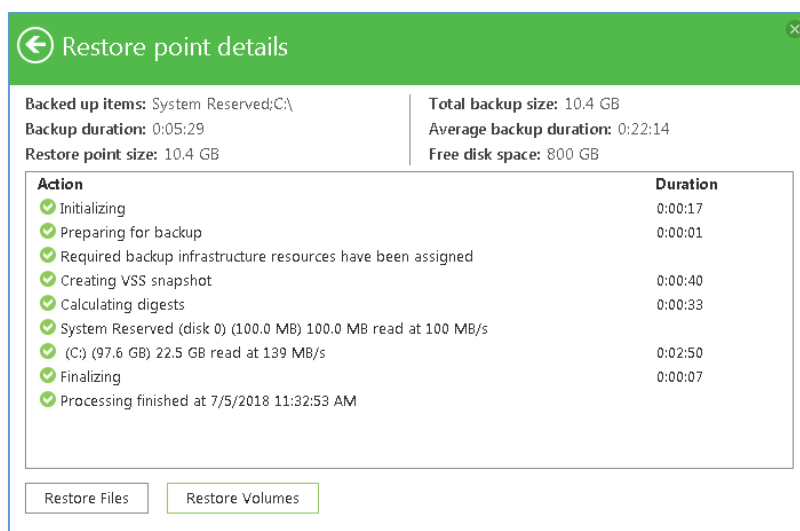 Restore point details
Backed up items: System Reserved;C:\ Total backup size: 10.4 GB
Backup duration: 0:05:29 Average backup duration: 0:22:14
Restore point size: 10.4 GB Free disk space: 800 GB
Action Duration
Initializing 0:00:17
Preparing for backup 0:00:01
Required backup infrastructure resources have been assigned
Creating VSS snapshot 0:00:40
Calculating digests 0:00:33
System Reserved (disk 0) (100.0 MB) 100.0 MB read at 100 MB/s
(C:) (97.6 GB) 22.5 GB read at 139 MB/s 0:02:50
Finalizing 0:00:07
Processing finished at 7/5/2018 11:32:53 AM
Restore Files Restore Volumes